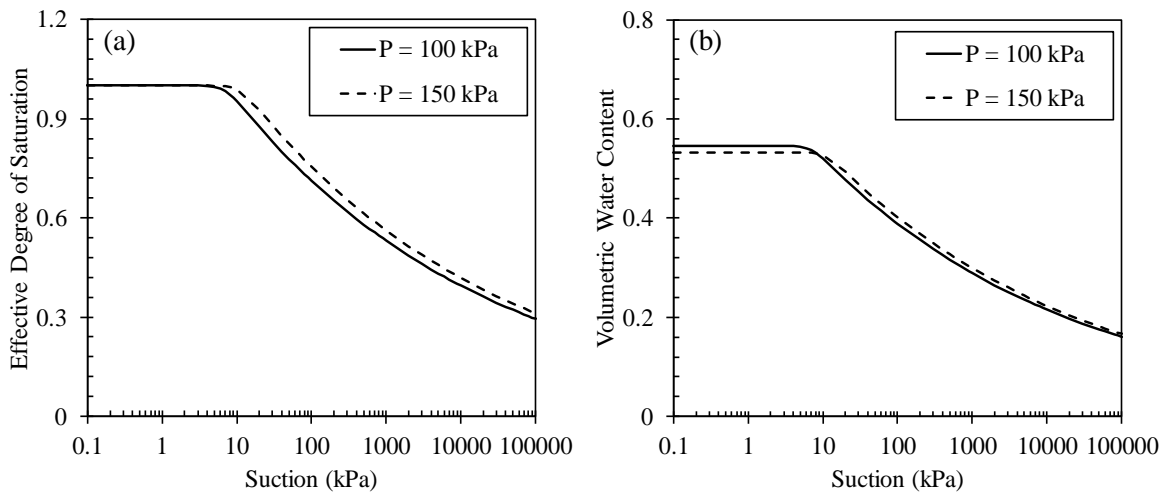 (a)
P = 100 kPa
P = 150 kPa
Effective Degree of Saturation
1.2
0.9
0.6
0.3
0
0.1 1 10 100 1000 10000 100000
Suction (kPa)
(b)
P = 100 kPa
P = 150 kPa
Volumetric Water Content
0.8
0.6
0.4
0.2
0
0.1 1 10 100 1000 10000 100000
Suction (kPa)